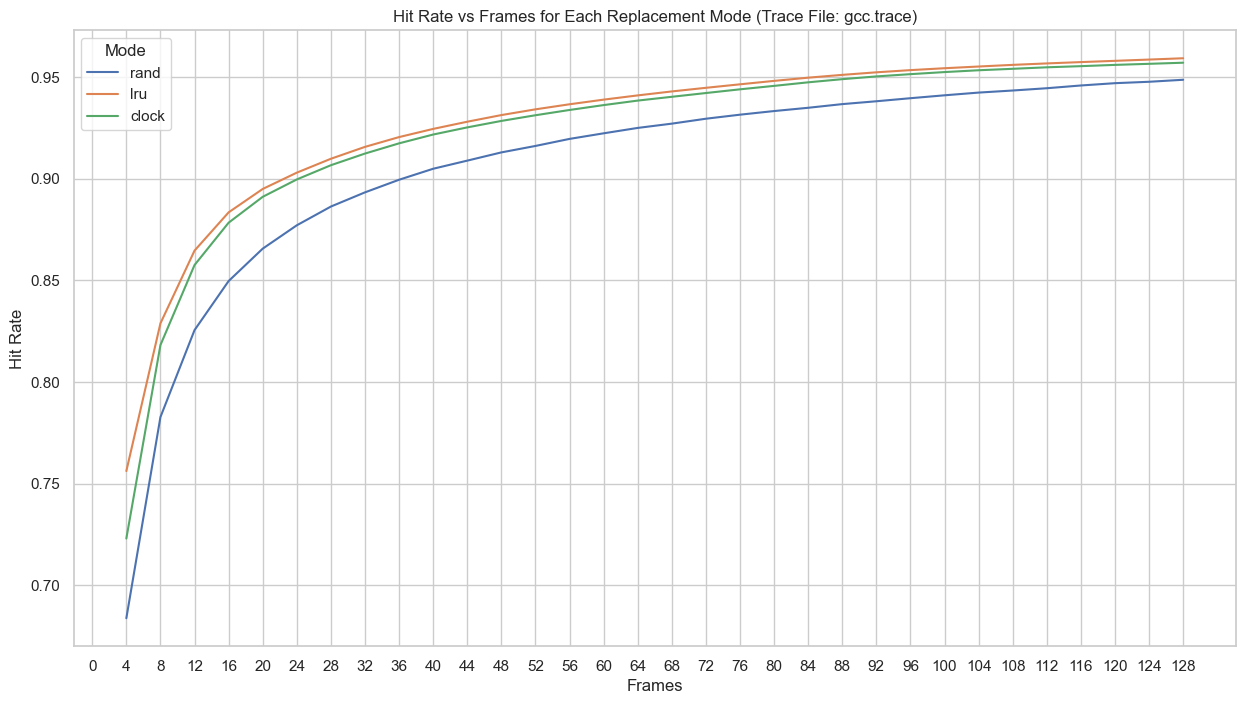 Hit Rate vs Frames for Each Replacement Mode (Trace File: gcc.trace)
Mode
rand
lru
clock
0.95
0.90
0.85
0.80
0.75
0.70
Hit Rate
0 4 8 12 16 20 24 28 32 36 40 44 48 52 56 60 64 68 72 76 80 84 88 92 96 100 104 108 112 116 120 124 128
Frames